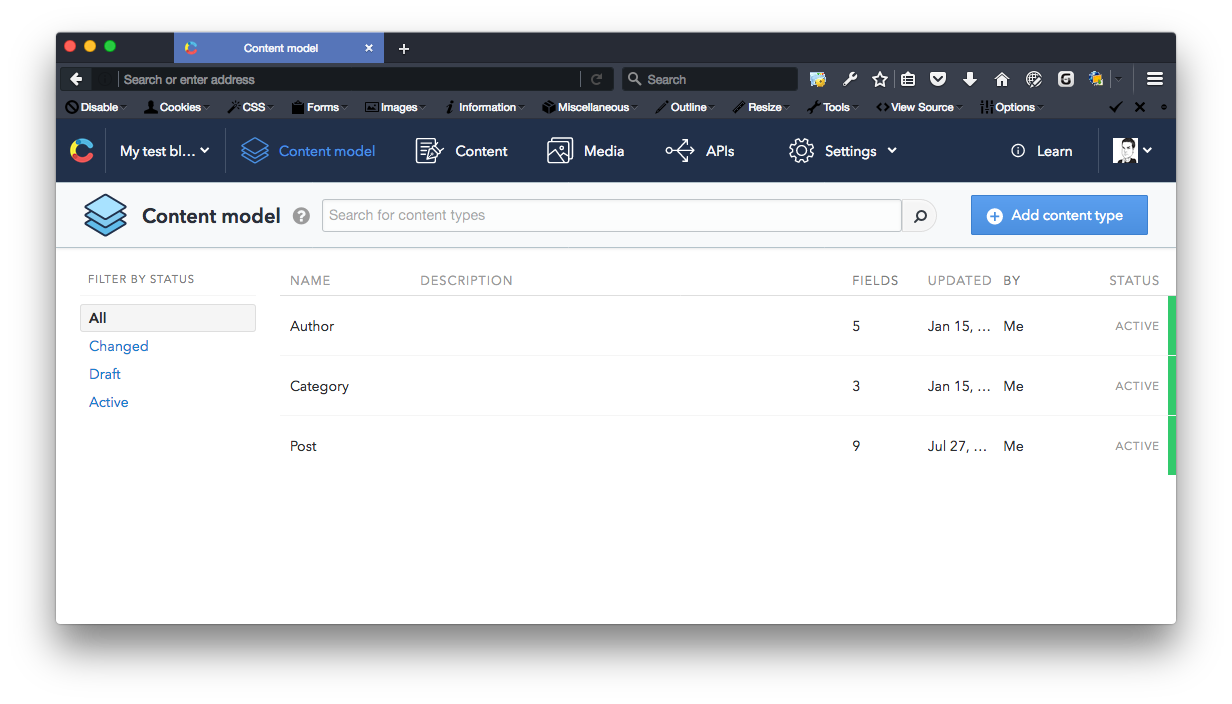 Content model
Search or enter address
Search
Disable Cookies CSS Forms Images Information Miscellaneous Outline Resize Tools View Source Options
My test bl... Content model Content Media APIs Settings Learn
Content model ? Search for content types Add content type
FILTER BY STATUS
All
Changed
Draft
Active
NAME DESCRIPTION FIELDS UPDATED BY STATUS
Author 5 Jan 15, ... Me ACTIVE
Category 3 Jan 15, ... Me ACTIVE
Post 9 Jul 27, ... Me ACTIVE